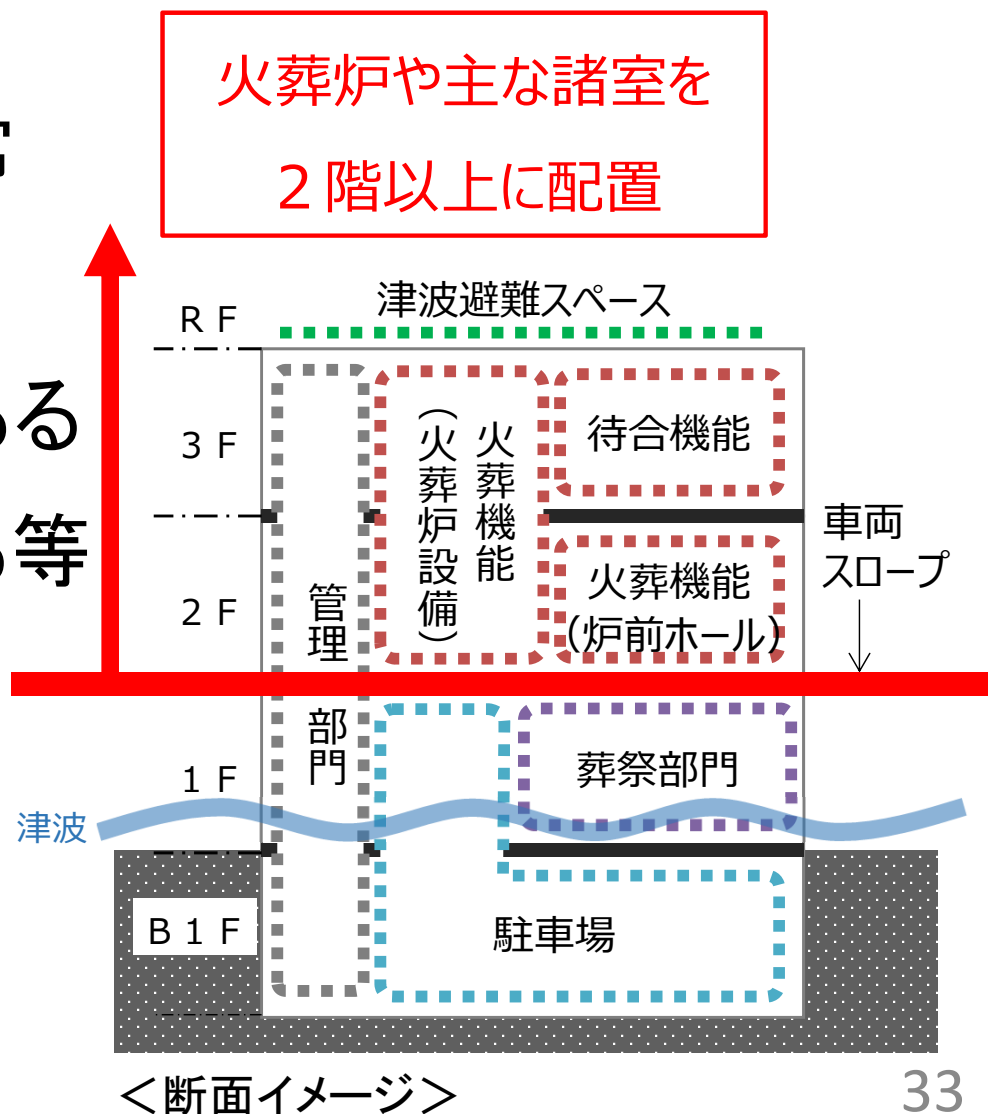 火葬炉や主な諸室を
２階以上に配置
ある
等
津波避難スペース
ＲＦ
３Ｆ
２Ｆ
１Ｆ
Ｂ１Ｆ
管理部門
火葬機能
（火葬炉設備）
待合機能
火葬機能
（炉前ホール）
車両
スロープ
葬祭部門
津波
駐車場
＜断面イメージ＞
33